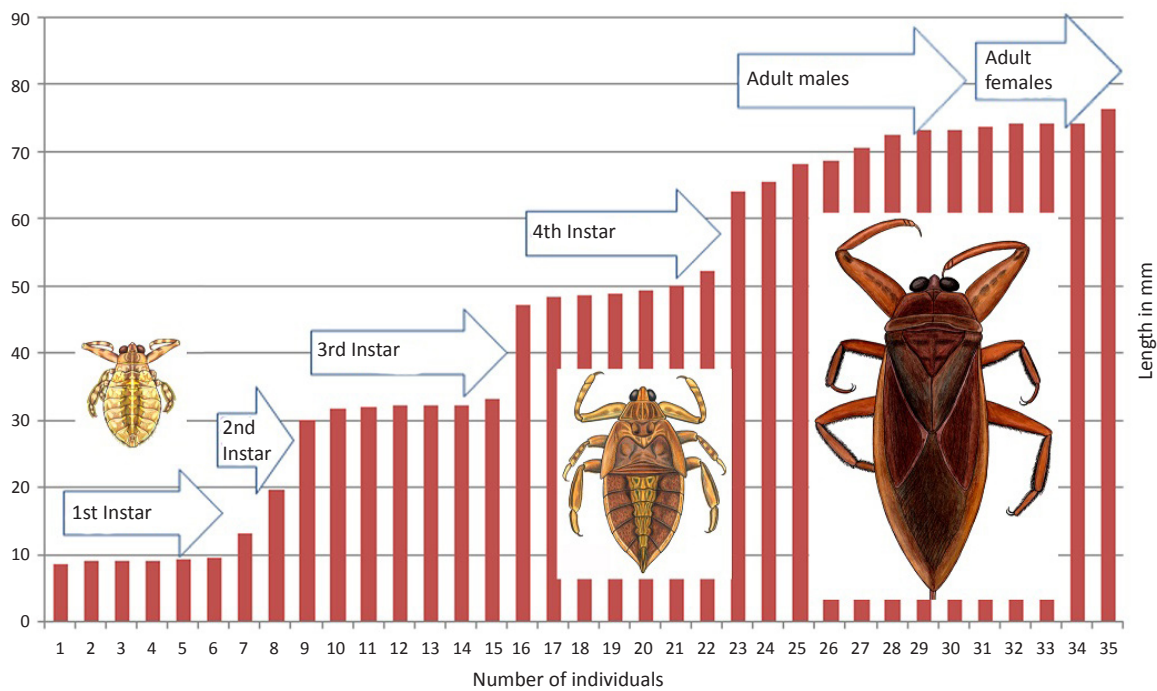 90
80
70
60
50
40
30
20
10
0
Adult males
Adult
females
4th Instar
3rd Instar
2nd
Instar
1st Instar
Length in mm
1 2 3 4 5 6 7 8 9 10 11 12 13 14 15 16 17 18 19 20 21 22 23 24 25 26 27 28 29 30 31 32 33 34 35
Number of individuals